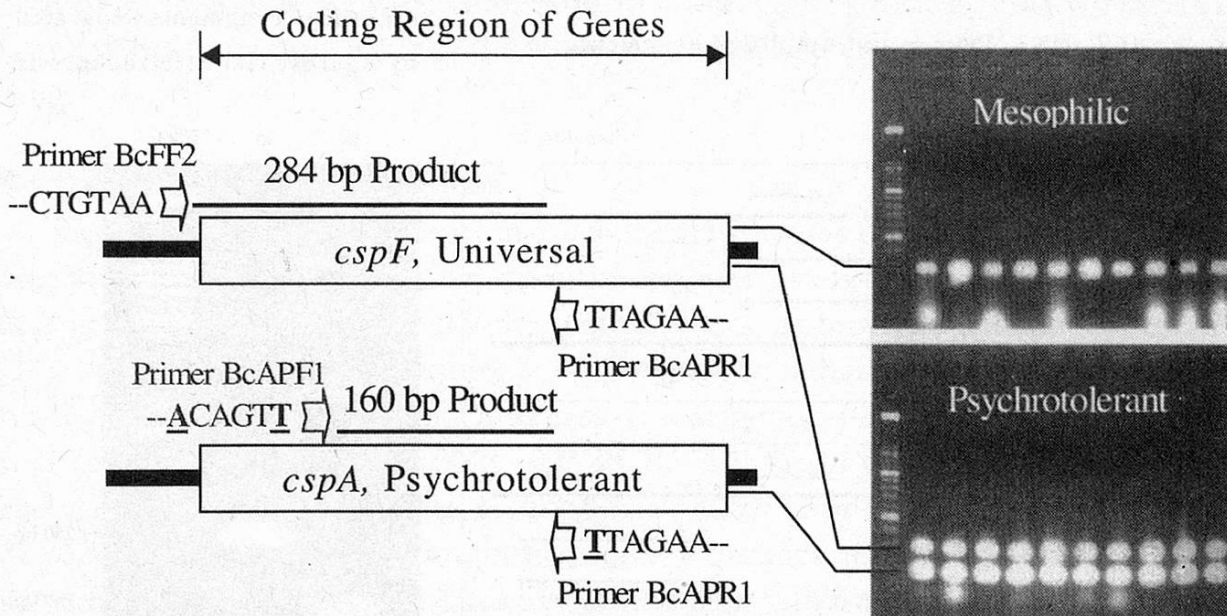 Coding Region of Genes
Primer BcFF2
284 bp Product
--CTGTAA
cspF, Universal
TTAGAA--
Primer BcAPR1
Primer BcAPF1
--ACAGTT
160 bp Product
cspA, Psychrotolerant
TTAGAA--
Primer BcAPR1
Mesophilic
Psychrotolerant